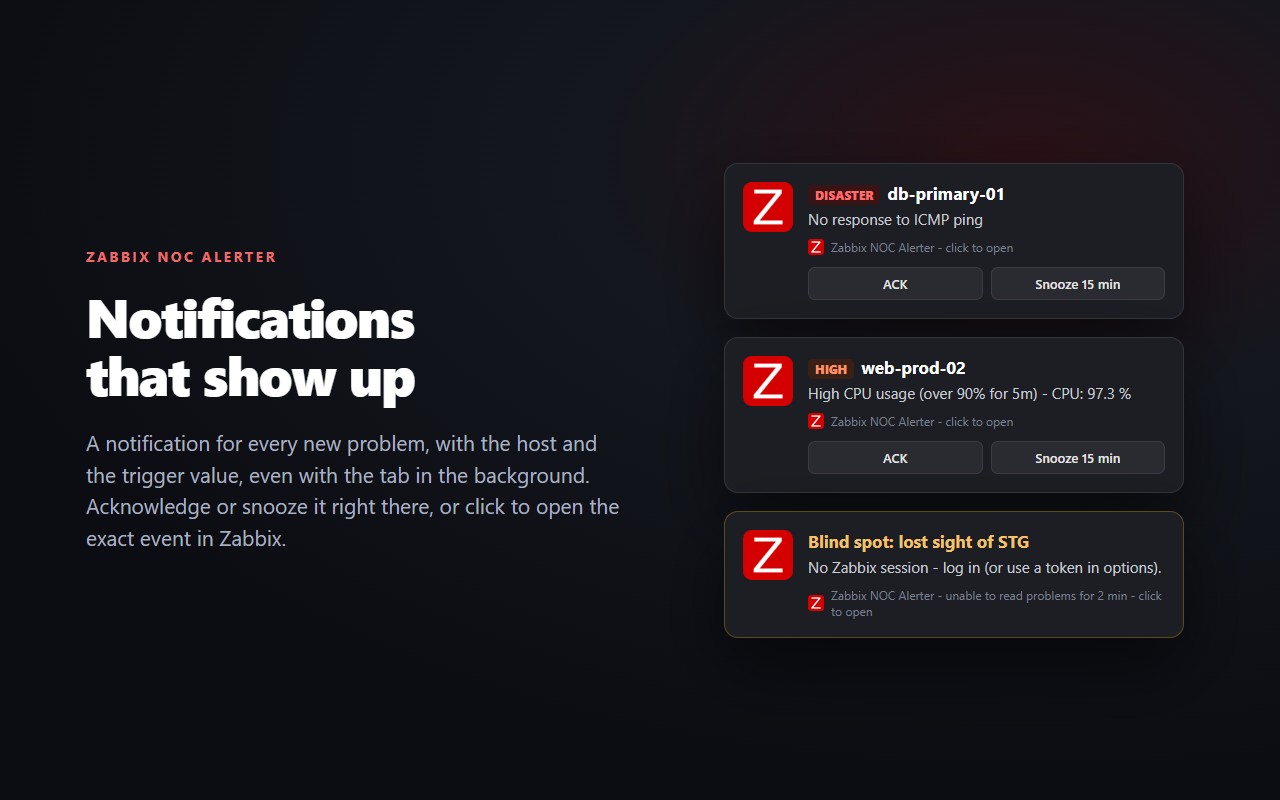 ZABBIX NOC ALERTER
Notifications
that show up
A notification for every new problem, with the host and
the trigger value, even with the tab in the background.
Acknowledge or snooze it right there, or click to open the
exact event in Zabbix.
Z
DISASTER db-primary-01
No response to ICMP ping
Z Zabbix NOC Alerter - click to open
ACK Snooze 15 min
Z
HIGH web-prod-02
High CPU usage (over 90% for 5m) - CPU: 97.3 %
Z Zabbix NOC Alerter - click to open
ACK Snooze 15 min
Z
Blind spot: lost sight of STG
No Zabbix session - log in (or use a token in options).
Z Zabbix NOC Alerter - unable to read problems for 2 min - click
to open